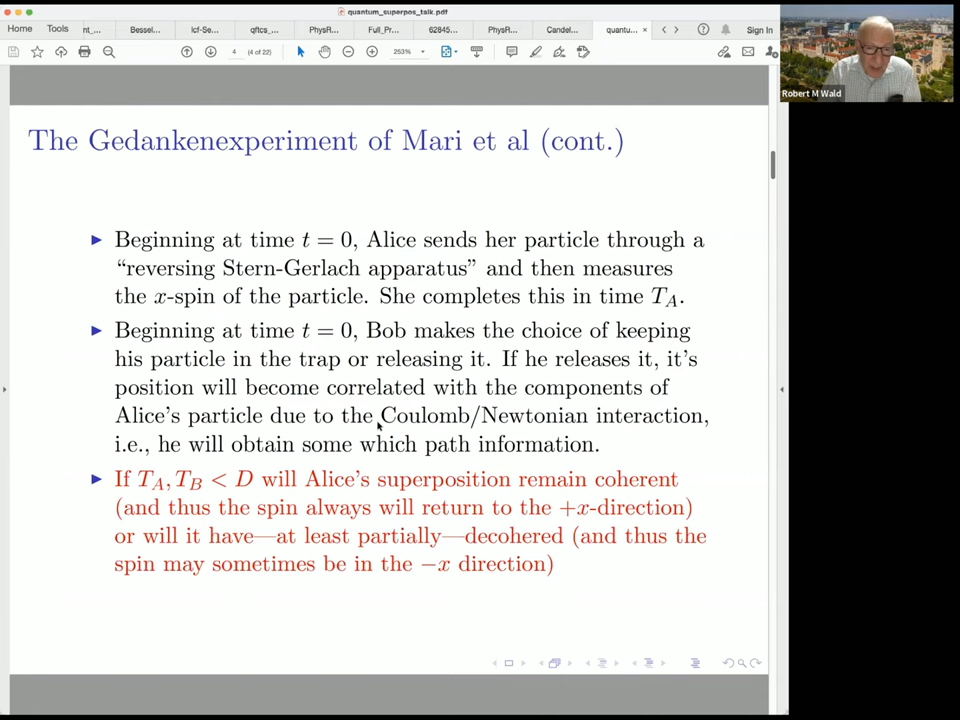 quantum_superpos_talk.pdf
Home Tools nt_... Bessel... lcf-Se... qftcs_... PhysR... Full_Pr... 62845... PhysR... Candel... quantu... Sign In
4 (4 of 22) 253%
Robert M Wald
The Gedankenexperiment of Mari et al (cont.)
Beginning at time t = 0, Alice sends her particle through a
“reversing Stern-Gerlach apparatus” and then measures
the x-spin of the particle. She completes this in time T_A.
Beginning at time t = 0, Bob makes the choice of keeping
his particle in the trap or releasing it. If he releases it, it’s
position will become correlated with the components of
Alice’s particle due to the Coulomb/Newtonian interaction,
i.e., he will obtain some which path information.
If T_A, T_B < D will Alice’s superposition remain coherent
(and thus the spin always will return to the +x-direction)
or will it have—at least partially—decohered (and thus the
spin may sometimes be in the −x direction)